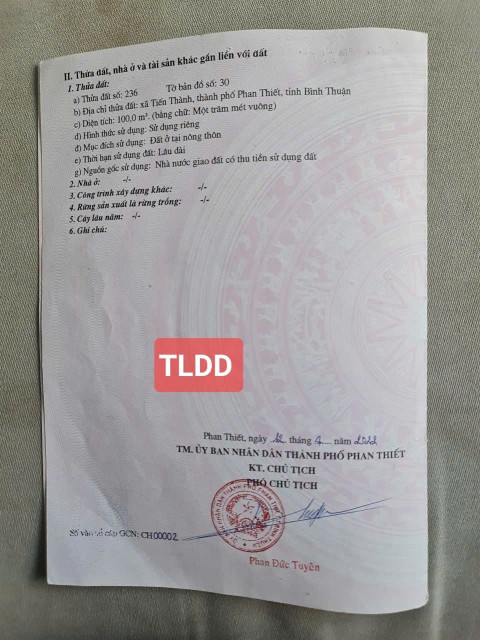 II. Thửa đất, nhà ở và tài sản khác gắn liền với đất
1. Thửa đất:
a) Thửa đất số: 236 Tờ bản đồ số: 30
b) Địa chỉ thửa đất: xã Tiến Thành, thành phố Phan Thiết, tỉnh Bình Thuận
c) Diện tích: 100,0 m². (bằng chữ: Một trăm mét vuông)
d) Hình thức sử dụng: Sử dụng riêng
đ) Mục đích sử dụng: Đất ở tại nông thôn
e) Thời hạn sử dụng đất: Lâu dài
g) Nguồn gốc sử dụng: Nhà nước giao đất có thu tiền sử dụng đất
2. Nhà ở: -/-
3. Công trình xây dựng khác: -/-
4. Rừng sản xuất là rừng trồng: -/-
5. Cây lâu năm: -/-
6. Ghi chú:
TLDD
Phan Thiết, ngày tháng 4 năm 2022
TM. ỦY BAN NHÂN DÂN THÀNH PHỐ PHAN THIẾT
KT. CHỦ TỊCH
PHÓ CHỦ TỊCH
Số vào sổ cấp GCN: CH00002
Phan Đức Tuyên